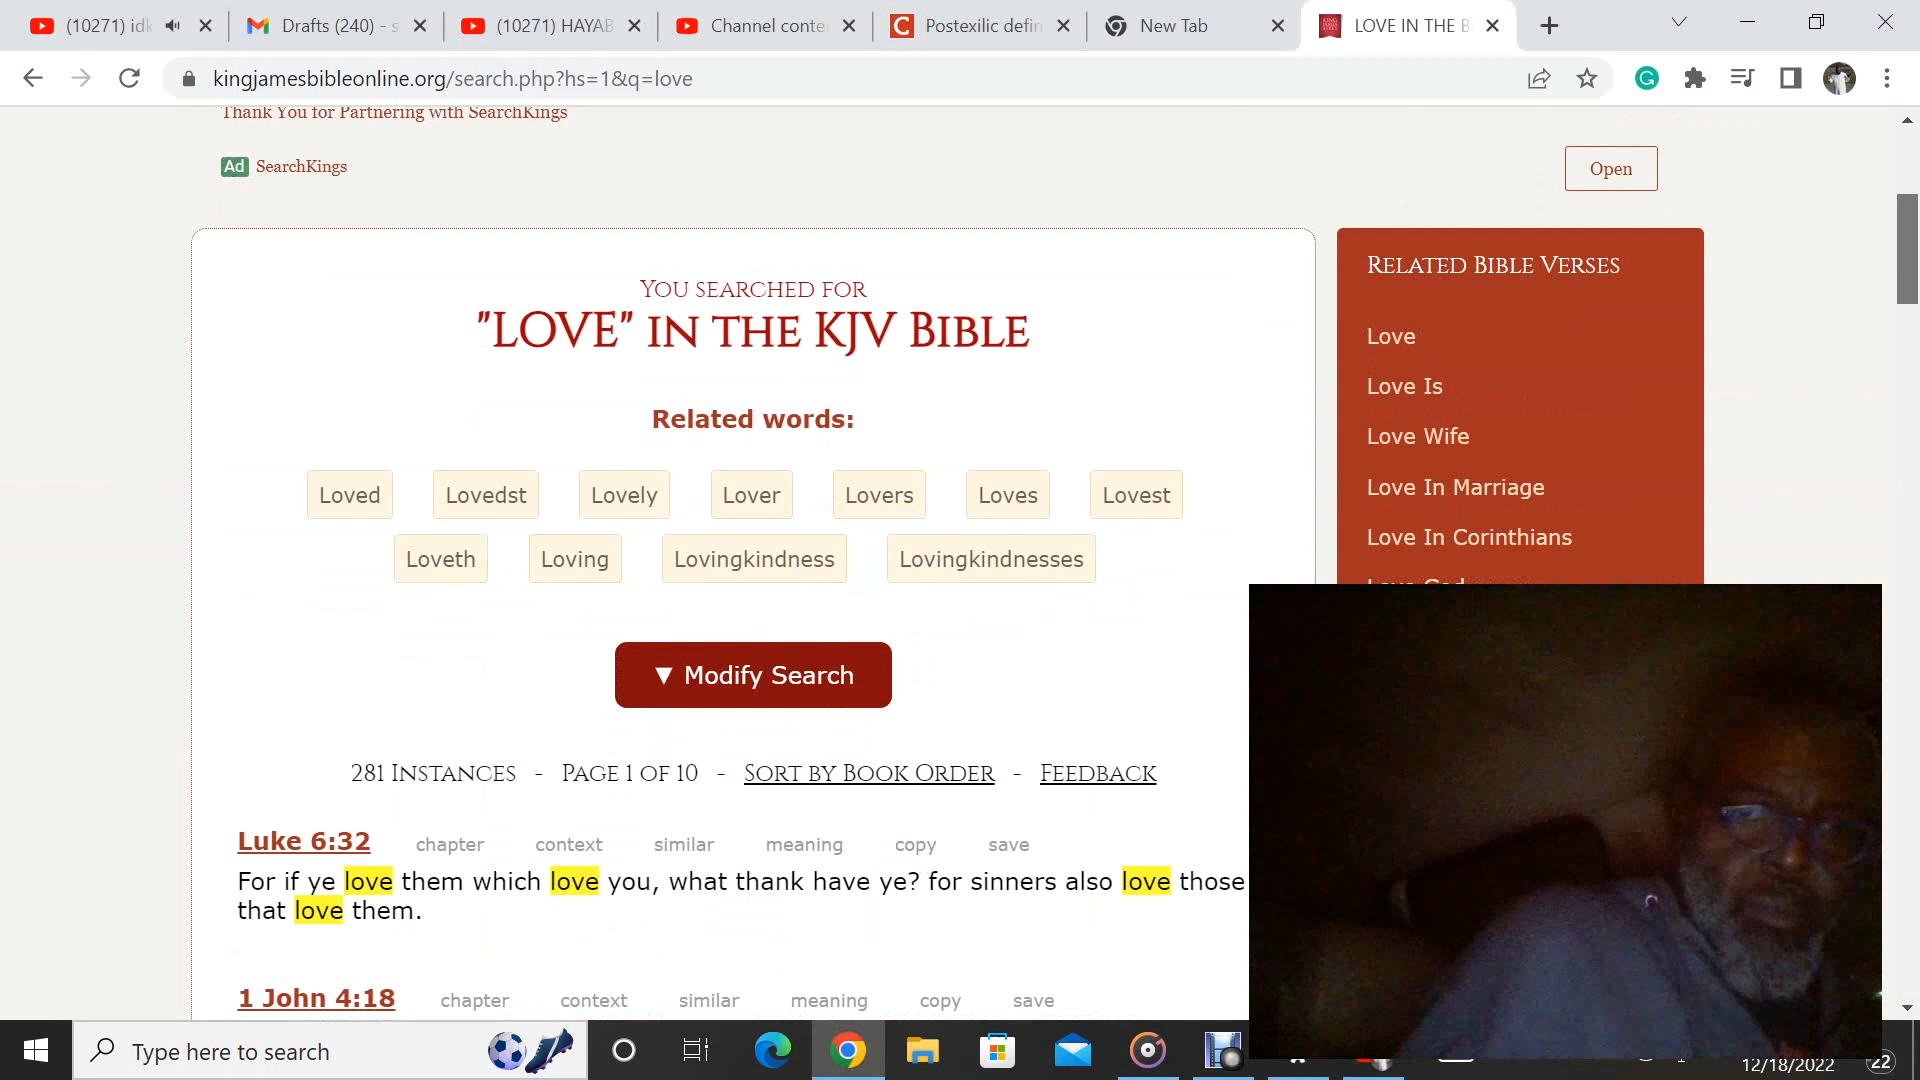 (10271) idk
Drafts (240) - s
(10271) HAYAB
Channel conte
Postexilic defin
New Tab
LOVE IN THE B
kingjamesbibleonline.org/search.php?hs=1&q=love
Thank You for Partnering with SearchKings
Ad SearchKings
Open
YOU SEARCHED FOR
"LOVE" IN THE KJV BIBLE
Related words:
Loved Lovedst Lovely Lover Lovers Loves Lovest
Loveth Loving Lovingkindness Lovingkindnesses
▼ Modify Search
281 INSTANCES - PAGE 1 OF 10 - SORT BY BOOK ORDER - FEEDBACK
Luke 6:32 chapter context similar meaning copy save
For if ye love them which love you, what thank have ye? for sinners also love those
that love them.
1 John 4:18 chapter context similar meaning copy save
RELATED BIBLE VERSES
Love
Love Is
Love Wife
Love In Marriage
Love In Corinthians
Type here to search
12/18/2022
22